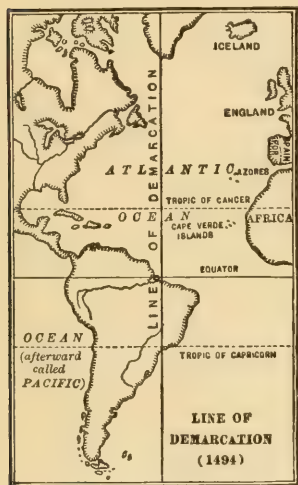 ICELAND
ENGLAND
SPAIN
PORT.
LINE OF DEMARCATION
ATLANTIC
AZORES
TROPIC OF CANCER
OCEAN
AFRICA
CAPE VERDE
ISLANDS
EQUATOR
OCEAN
(afterward
called
PACIFIC)
TROPIC OF CAPRICORN
LINE OF
DEMARCATION
(1494)